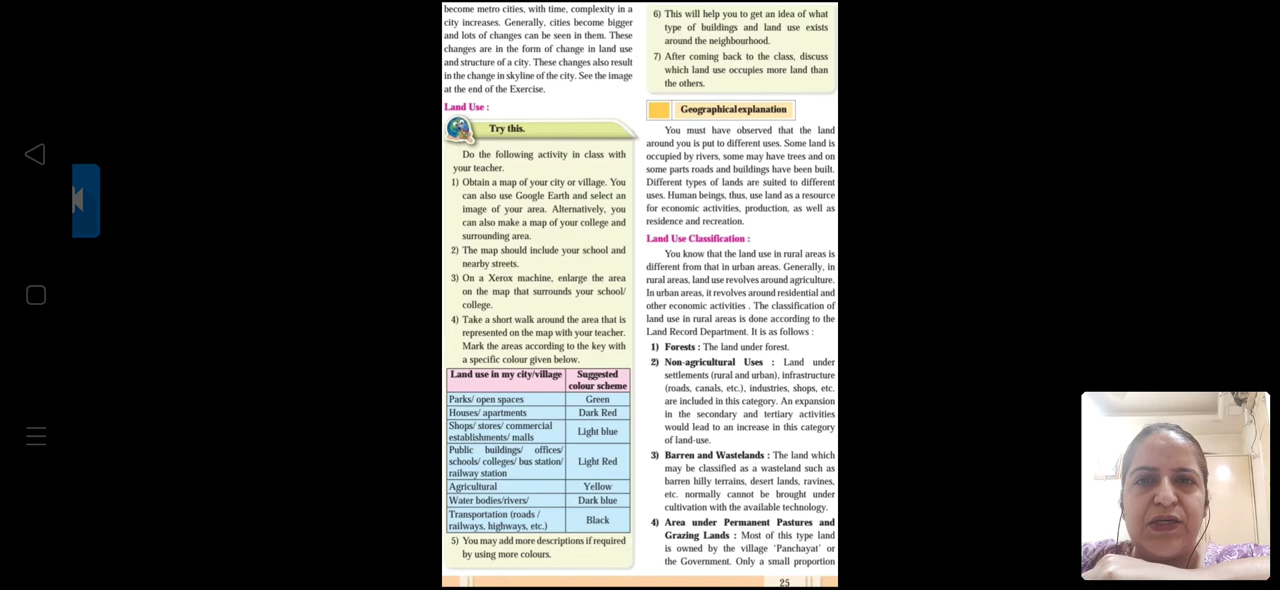 become metro cities, with time, complexity in a
city increases. Generally, cities become bigger
and lots of changes can be seen in them. These
changes are in the form of change in land use
and structure of a city. These changes also result
in the change in skyline of the city. See the image
at the end of the Exercise.
Land Use :
Try this.
Do the following activity in class with
your teacher.
1) Obtain a map of your city or village. You
can also use Google Earth and select an
image of your area. Alternatively, you
can also make a map of your college and
surrounding area.
2) The map should include your school and
nearby streets.
3) On a Xerox machine, enlarge the area
on the map that surrounds your school/
college.
4) Take a short walk around the area that is
represented on the map with your teacher.
Mark the areas according to the key with
a specific colour given below.
Land use in my city/village Suggested
colour scheme
Parks/ open spaces Green
Houses/ apartments Dark Red
Shops/ stores/ commercial
establishments/ malls Light blue
Public buildings/ offices/
schools/ colleges/ bus station/
railway station Light Red
Agricultural Yellow
Water bodies/rivers/ Dark blue
Transportation (roads /
railways, highways, etc.) Black
5) You may add more descriptions if required
by using more colours.
6) This will help you to get an idea of what
type of buildings and land use exists
around the neighbourhood.
7) After coming back to the class, discuss
which land use occupies more land than
the others.
Geographical explanation
You must have observed that the land
around you is put to different uses. Some land is
occupied by rivers, some may have trees and on
some parts roads and buildings have been built.
Different types of lands are suited to different
uses. Human beings, thus, use land as a resource
for economic activities, production, as well as
residence and recreation.
Land Use Classification :
You know that the land use in rural areas is
different from that in urban areas. Generally, in
rural areas, land use revolves around agriculture.
In urban areas, it revolves around residential and
other economic activities . The classification of
land use in rural areas is done according to the
Land Record Department. It is as follows :
1) Forests : The land under forest.
2) Non-agricultural Uses : Land under
settlements (rural and urban), infrastructure
(roads, canals, etc.), industries, shops, etc.
are included in this category. An expansion
in the secondary and tertiary activities
would lead to an increase in this category
of land-use.
3) Barren and Wastelands : The land which
may be classified as a wasteland such as
barren hilly terrains, desert lands, ravines,
etc. normally cannot be brought under
cultivation with the available technology.
4) Area under Permanent Pastures and
Grazing Lands : Most of this type land
is owned by the village 'Panchayat' or
the Government. Only a small proportion
25